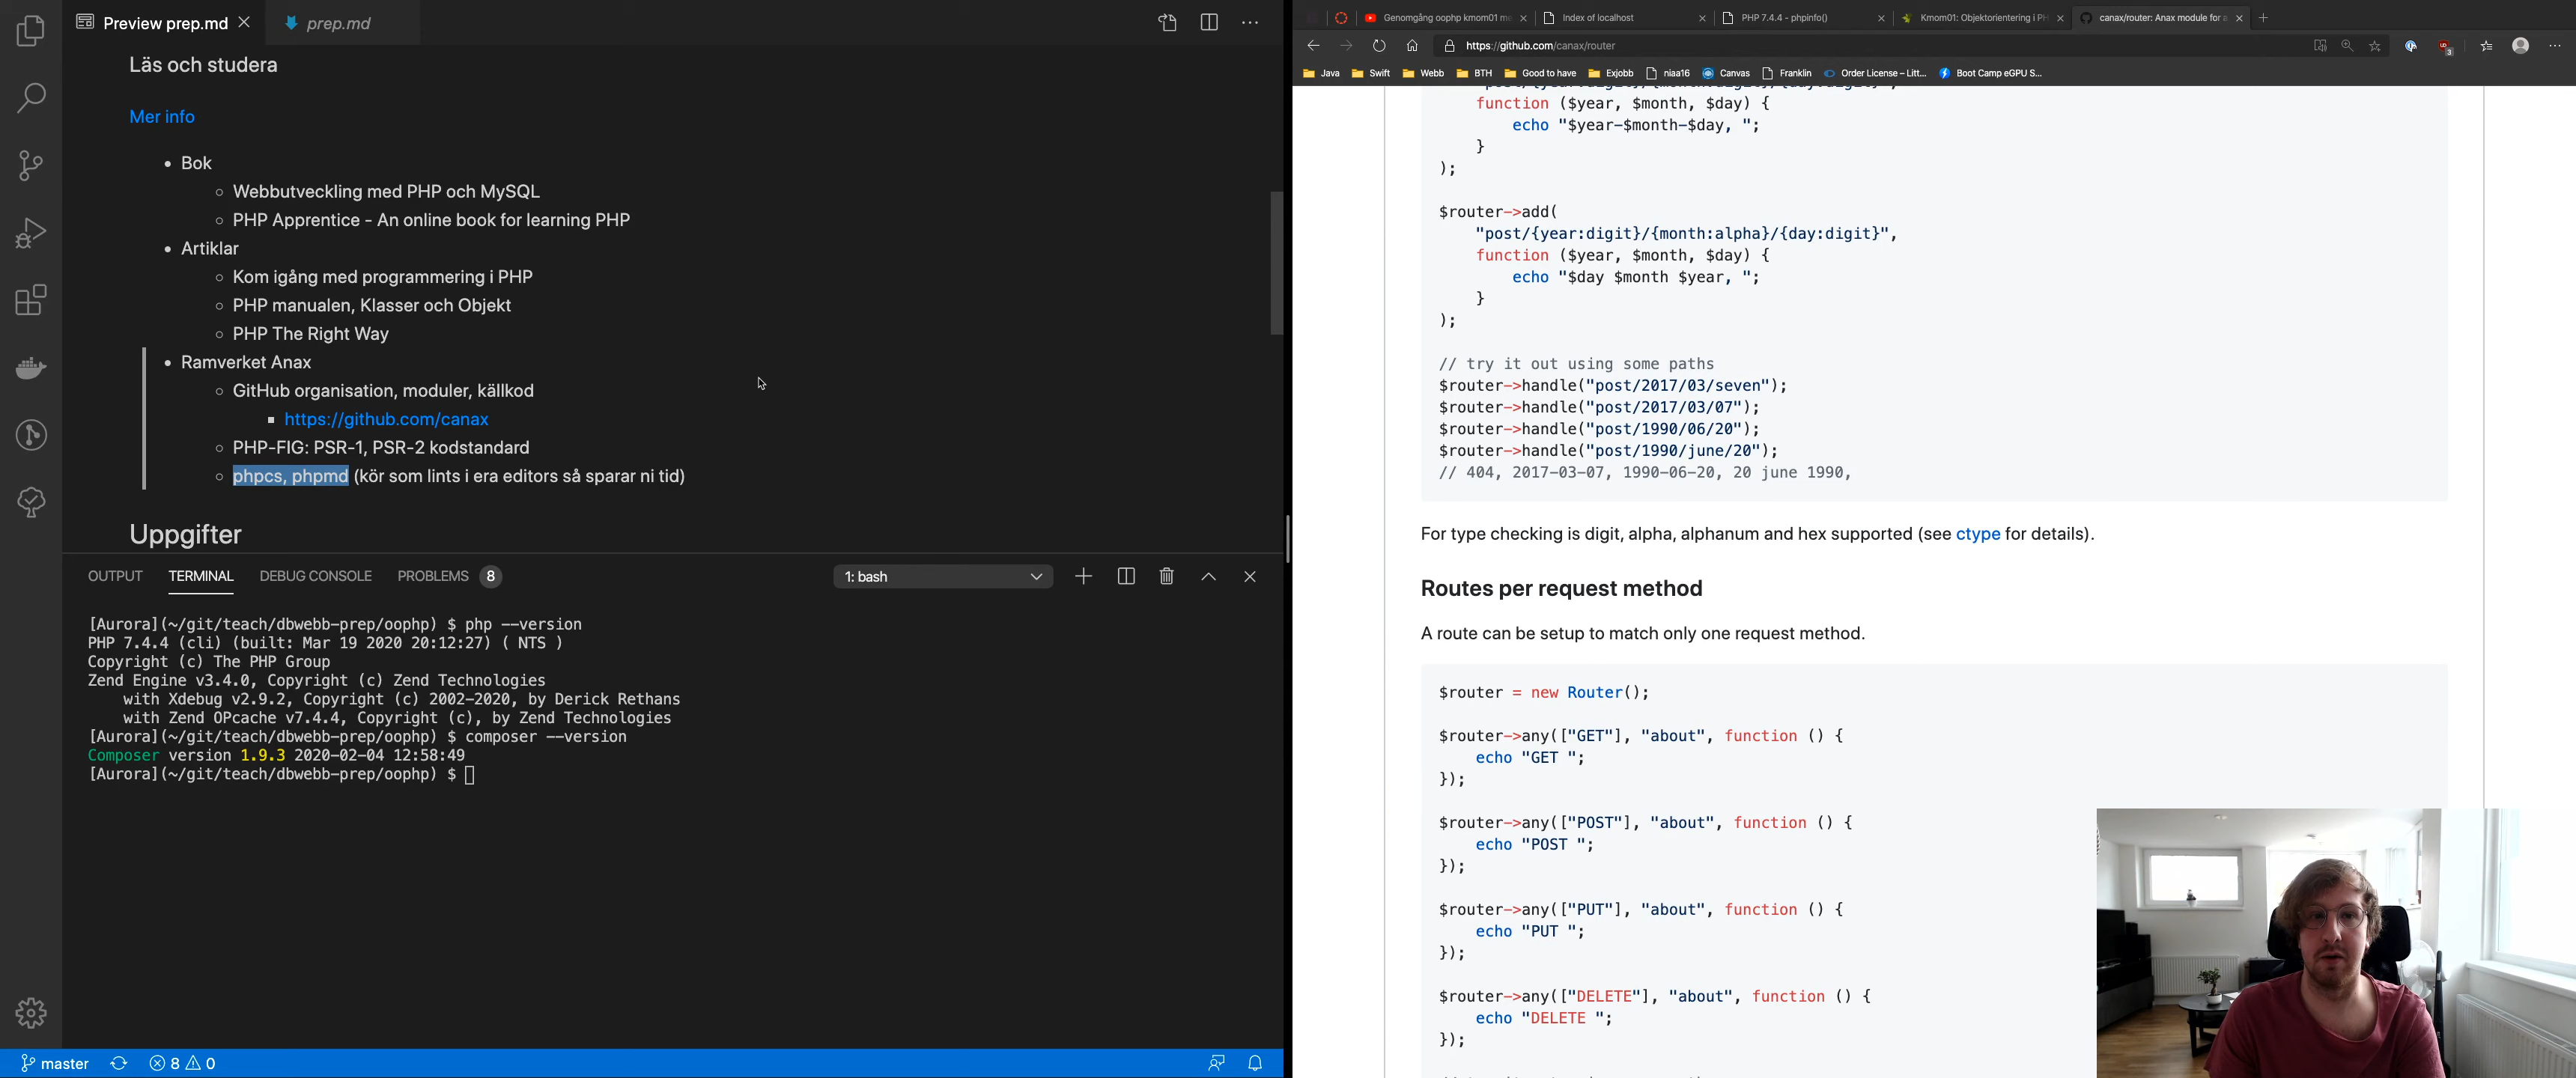 Preview prep.md
prep.md
Läs och studera
Mer info
Bok
Webbutveckling med PHP och MySQL
PHP Apprentice - An online book for learning PHP
Artiklar
Kom igång med programmering i PHP
PHP manualen, Klasser och Objekt
PHP The Right Way
Ramverket Anax
GitHub organisation, moduler, källkod
https://github.com/canax
PHP-FIG: PSR-1, PSR-2 kodstandard
phpcs, phpmd (kör som lints i era editors så sparar ni tid)
Uppgifter
OUTPUT TERMINAL DEBUG CONSOLE PROBLEMS 8
1: bash
[Aurora](~/git/teach/dbwebb-prep/oophp) $ php --version
PHP 7.4.4 (cli) (built: Mar 19 2020 20:12:27) ( NTS )
Copyright (c) The PHP Group
Zend Engine v3.4.0, Copyright (c) Zend Technologies
with Xdebug v2.9.2, Copyright (c) 2002-2020, by Derick Rethans
with Zend OPcache v7.4.4, Copyright (c), by Zend Technologies
[Aurora](~/git/teach/dbwebb-prep/oophp) $ composer --version
Composer version 1.9.3 2020-02-04 12:58:49
[Aurora](~/git/teach/dbwebb-prep/oophp) $
master 8 0
Genomgång oophp kmom01 me
Index of localhost
PHP 7.4.4 - phpinfo()
Kmom01: Objektorientering i PH
canax/router: Anax module for a
https://github.com/canax/router
3
Java Swift Webb BTH Good to have Exjobb niaa16 Canvas Franklin Order License – Litt... Boot Camp eGPU S...
function ($year, $month, $day) {
echo "$year-$month-$day, ";
}
);
$router->add(
"post/{year:digit}/{month:alpha}/{day:digit}",
function ($year, $month, $day) {
echo "$day $month $year, ";
}
);
// try it out using some paths
$router->handle("post/2017/03/seven");
$router->handle("post/2017/03/07");
$router->handle("post/1990/06/20");
$router->handle("post/1990/june/20");
// 404, 2017-03-07, 1990-06-20, 20 june 1990,
For type checking is digit, alpha, alphanum and hex supported (see ctype for details).
Routes per request method
A route can be setup to match only one request method.
$router = new Router();
$router->any(["GET"], "about", function () {
echo "GET ";
});
$router->any(["POST"], "about", function () {
echo "POST ";
});
$router->any(["PUT"], "about", function () {
echo "PUT ";
});
$router->any(["DELETE"], "about", function () {
echo "DELETE ";
});